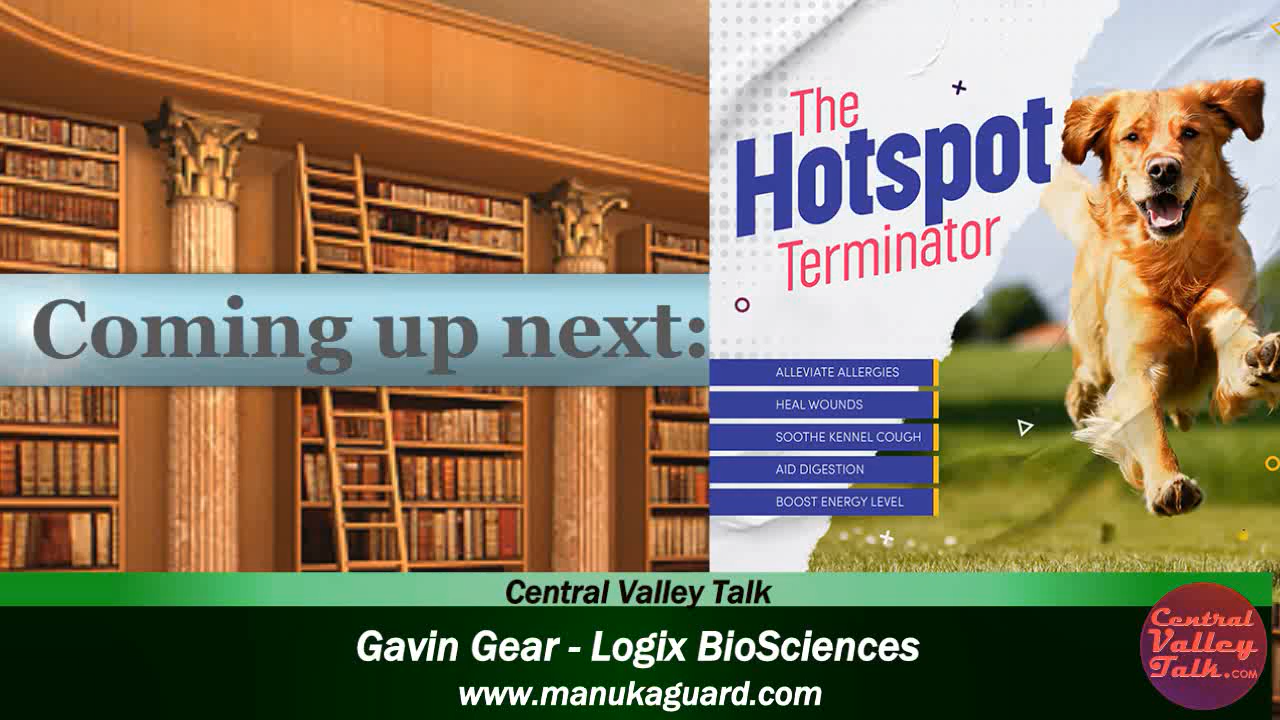 Coming up next:
The
Hotspot
Terminator
ALLEVIATE ALLERGIES
HEAL WOUNDS
SOOTHE KENNEL COUGH
AID DIGESTION
BOOST ENERGY LEVEL
Central Valley Talk
Gavin Gear - Logix BioSciences
www.manukaguard.com
Central
Valley
Talk.COM